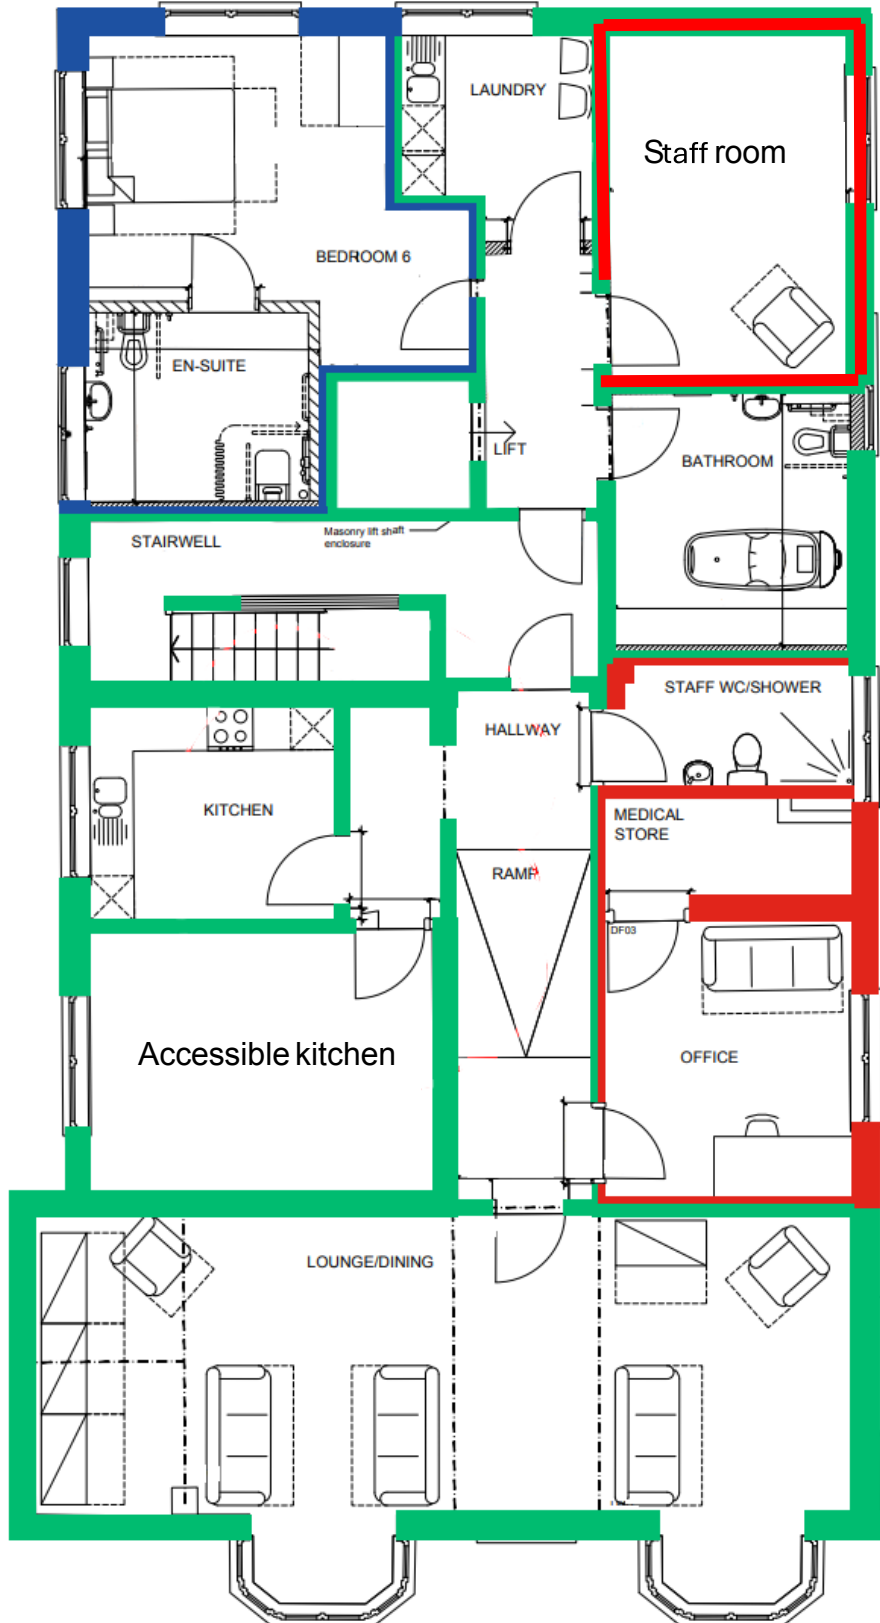 LAUNDRY
Staff room
BEDROOM 6
EN-SUITE
LIFT
BATHROOM
STAIRWELL
Masonry lift shaft
enclosure
STAFF WC/SHOWER
HALLWAY
KITCHEN
MEDICAL
STORE
RAMP
DF03
Accessible kitchen
OFFICE
LOUNGE/DINING